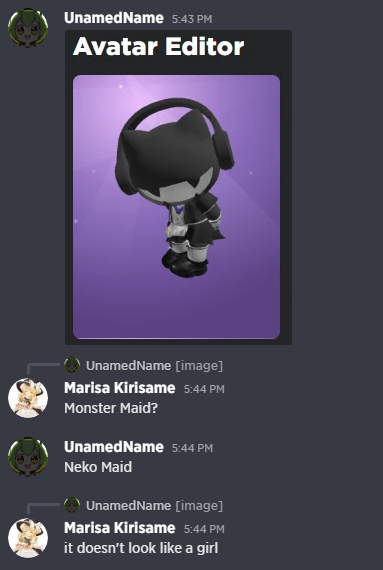 UnamedName 5:43 PM
Avatar Editor
UnamedName [image]
Marisa Kirisame 5:44 PM
Monster Maid?
UnamedName 5:44 PM
Neko Maid
UnamedName [image]
Marisa Kirisame 5:44 PM
it doesn't look like a girl